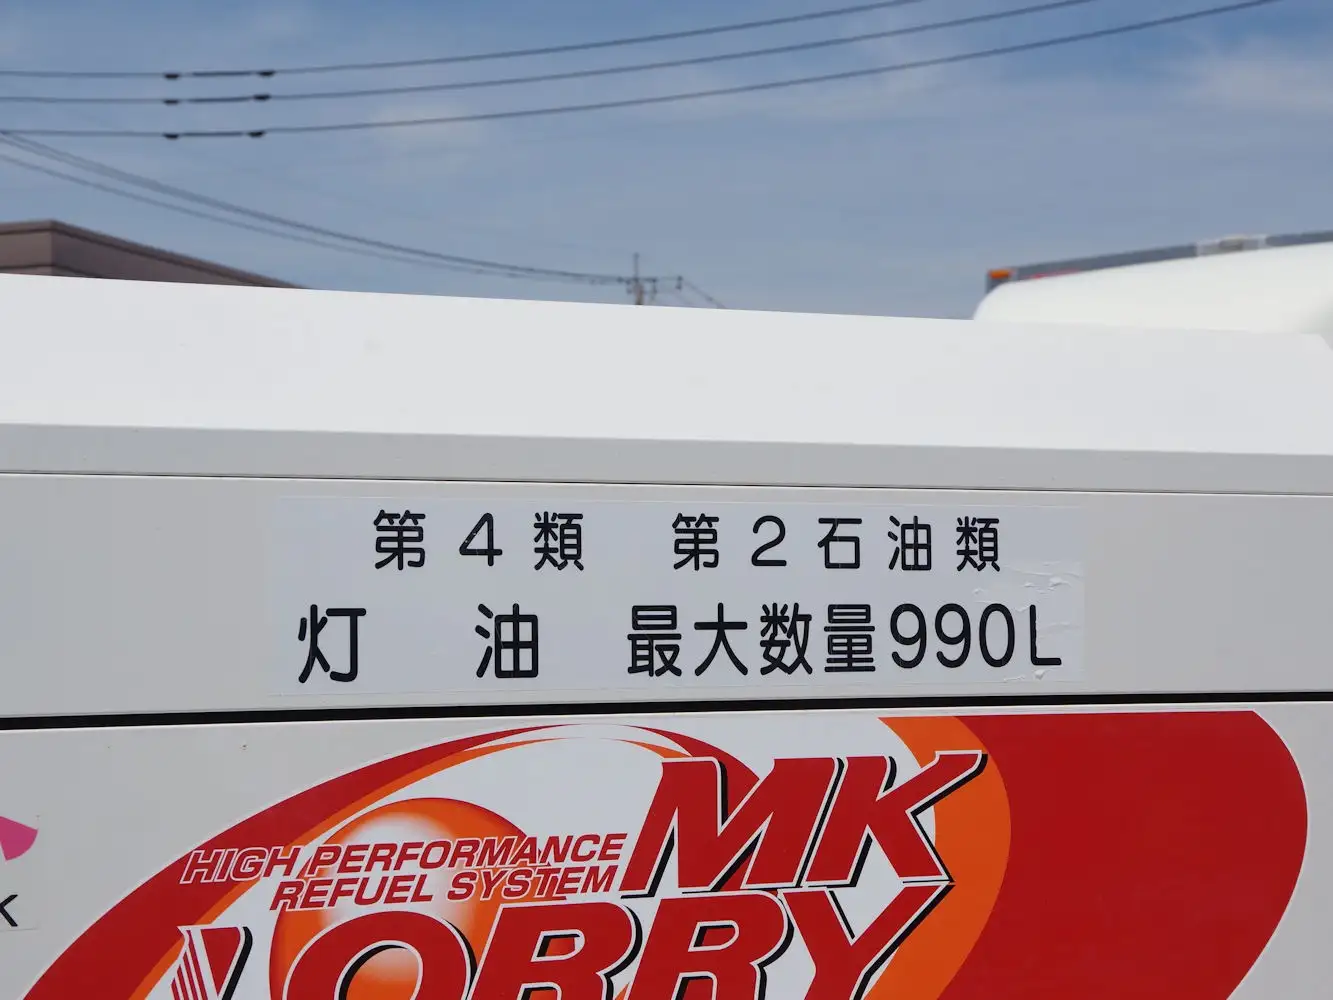 第４類　第２石油類
灯　油　最大数量990L
MK
HIGH PERFORMANCE
REFUEL SYSTEM
LORRY
K